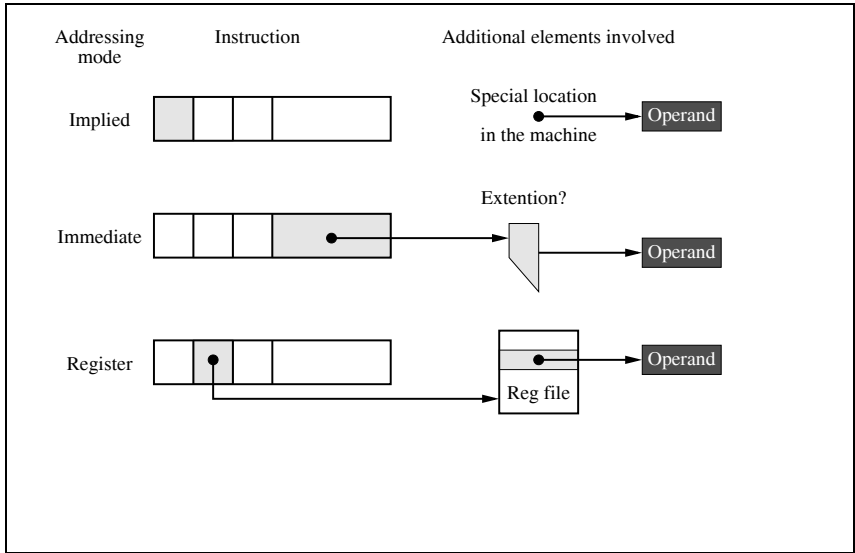 Addressing mode
Instruction
Additional elements involved
Implied
Special location
in the machine
Operand
Immediate
Extention?
Operand
Register
Reg file
Operand